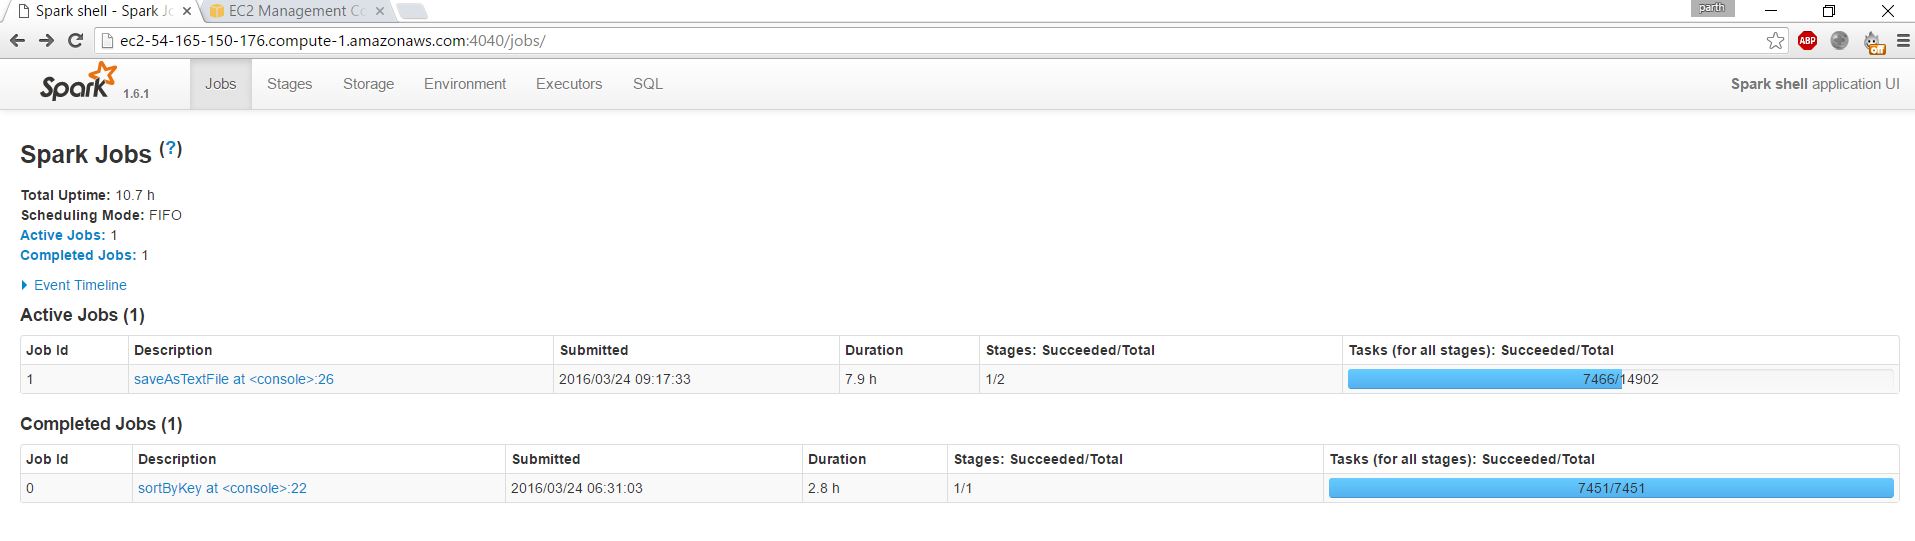 Spark shell - Spark Jo
EC2 Management Co
parth
ec2-54-165-150-176.compute-1.amazonaws.com:4040/jobs/
ABP
off
Spark 1.6.1 Jobs Stages Storage Environment Executors SQL Spark shell application UI
Spark Jobs (?)
Total Uptime: 10.7 h
Scheduling Mode: FIFO
Active Jobs: 1
Completed Jobs: 1
Event Timeline
Active Jobs (1)
Job Id Description Submitted Duration Stages: Succeeded/Total Tasks (for all stages): Succeeded/Total
1 saveAsTextFile at <console>:26 2016/03/24 09:17:33 7.9 h 1/2 7466/14902
Completed Jobs (1)
Job Id Description Submitted Duration Stages: Succeeded/Total Tasks (for all stages): Succeeded/Total
0 sortByKey at <console>:22 2016/03/24 06:31:03 2.8 h 1/1 7451/7451